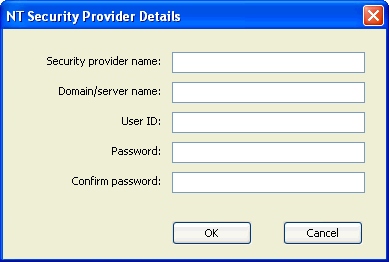 NT Security Provider Details
Security provider name:
Domain/server name:
User ID:
Password:
Confirm password:
OK Cancel